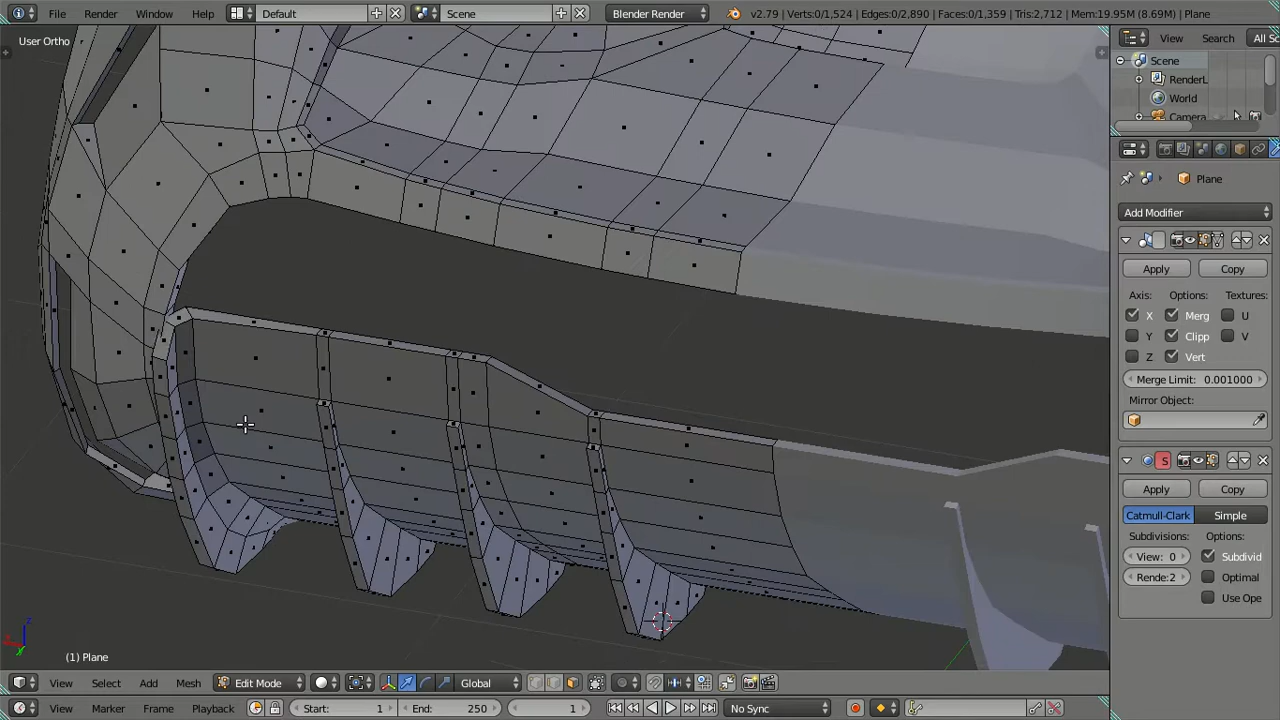 File Render Window Help Default Scene Blender Render v2.79 | Verts:0/1,524 | Edges:0/2,890 | Faces:0/1,359 | Tris:2,712 | Mem:19.95M (8.69M) | Plane
User Ortho
View Search All Sc
Scene
RenderL
World
Camera
Plane
Add Modifier
Apply Copy
Axis: Options: Textures:
X Merg U
Y Clipp V
Z Vert
Merge Limit: 0.001000
Mirror Object:
S
Apply Copy
Catmull-Clark Simple
Subdivisions: Options:
View: 0 Subdivid
Rende:2 Optimal
Use Ope
z
x
y
(1) Plane
View Select Add Mesh Edit Mode Global
View Marker Frame Playback Start: 1 End: 250 1 No Sync